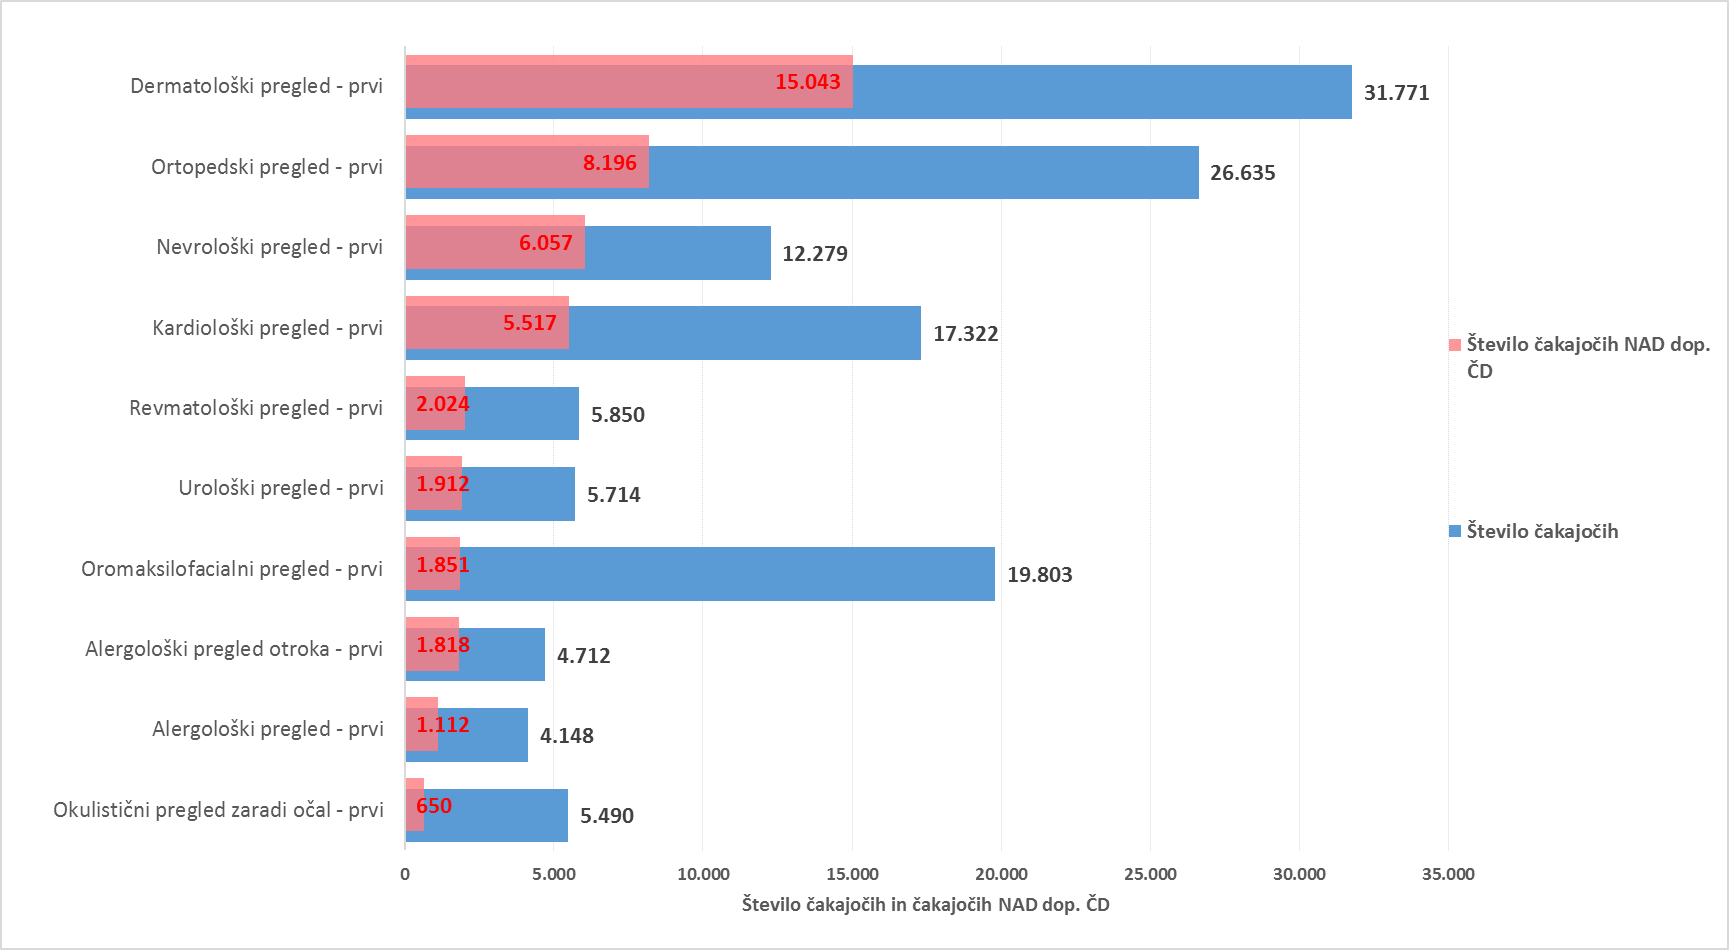 Dermatološki pregled - prvi
15.043
31.771
Ortopedski pregled - prvi
8.196
26.635
Nevrološki pregled - prvi
6.057
12.279
Kardiološki pregled - prvi
5.517
17.322
Revmatološki pregled - prvi
2.024
5.850
Urološki pregled - prvi
1.912
5.714
Oromaksilofacialni pregled - prvi
1.851
19.803
Alergološki pregled otroka - prvi
1.818
4.712
Alergološki pregled - prvi
1.112
4.148
Okulistični pregled zaradi očal - prvi
650
5.490
0
5.000
10.000
15.000
20.000
25.000
30.000
35.000
Število čakajočih in čakajočih NAD dop. ČD
Število čakajočih NAD dop.
ČD
Število čakajočih